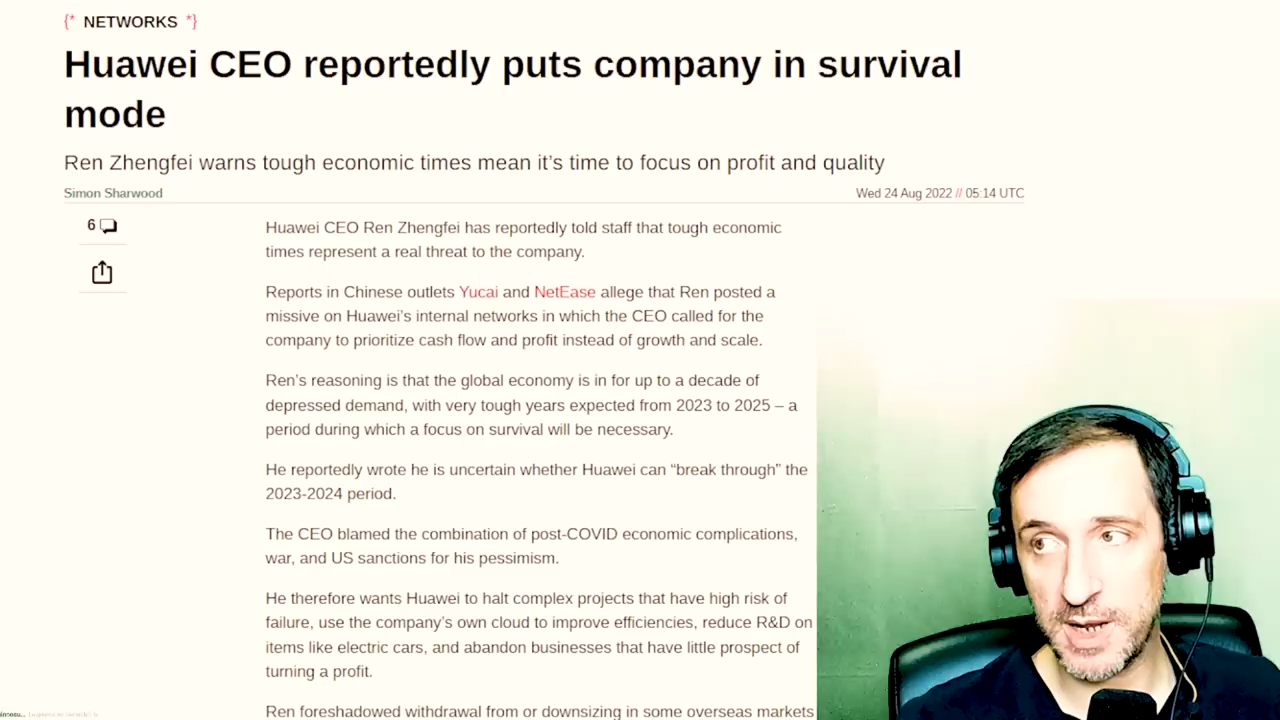 {* NETWORKS *}
Huawei CEO reportedly puts company in survival
mode
Ren Zhengfei warns tough economic times mean it's time to focus on profit and quality
Simon Sharwood
Wed 24 Aug 2022 // 05:14 UTC
6
Huawei CEO Ren Zhengfei has reportedly told staff that tough economic
times represent a real threat to the company.
Reports in Chinese outlets Yucai and NetEase allege that Ren posted a
missive on Huawei’s internal networks in which the CEO called for the
company to prioritize cash flow and profit instead of growth and scale.
Ren’s reasoning is that the global economy is in for up to a decade of
depressed demand, with very tough years expected from 2023 to 2025 – a
period during which a focus on survival will be necessary.
He reportedly wrote he is uncertain whether Huawei can “break through” the
2023-2024 period.
The CEO blamed the combination of post-COVID economic complications,
war, and US sanctions for his pessimism.
He therefore wants Huawei to halt complex projects that have high risk of
failure, use the company’s own cloud to improve efficiencies, reduce R&D on
items like electric cars, and abandon businesses that have little prospect of
turning a profit.
Ren foreshadowed withdrawal from or downsizing in some overseas markets